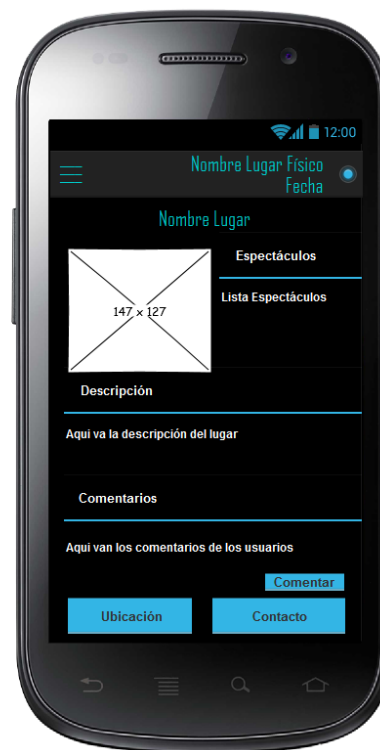 12:00
Nombre Lugar Físico
Fecha
Nombre Lugar
147 x 127
Espectáculos
Lista Espectáculos
Descripción
Aqui va la descripción del lugar
Comentarios
Aqui van los comentarios de los usuarios
Comentar
Ubicación
Contacto